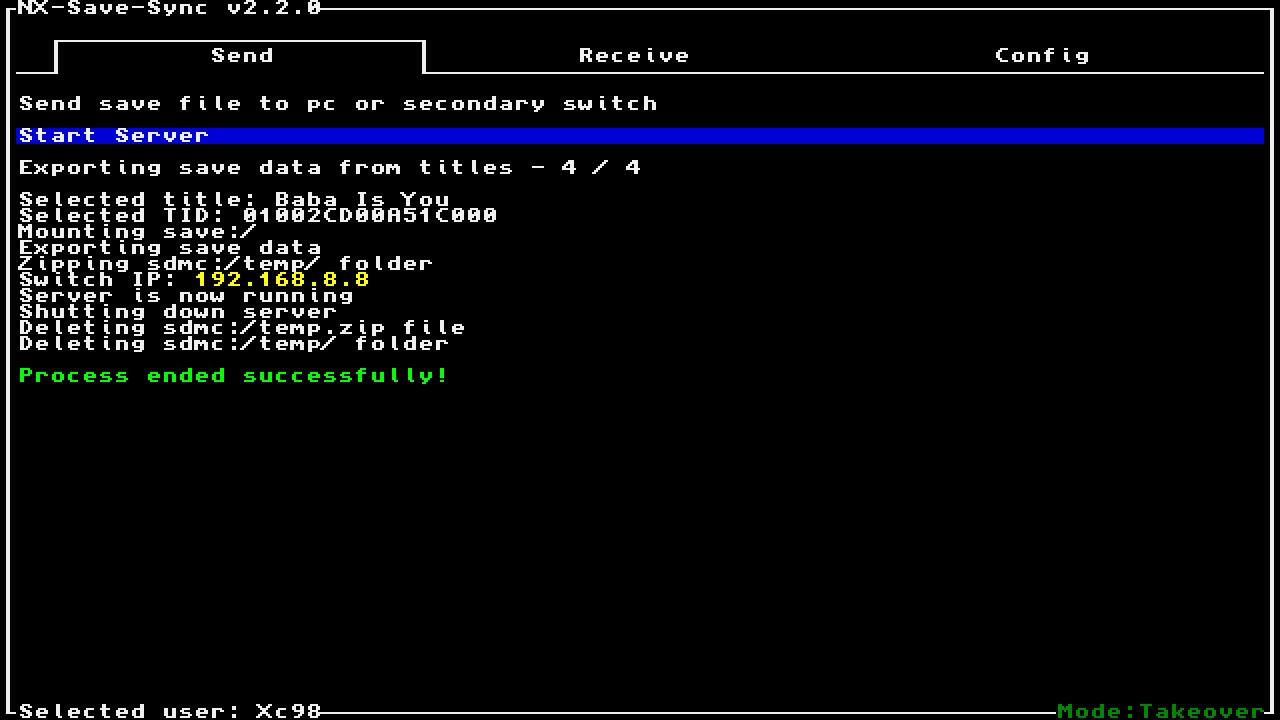 NX-Save-Sync v2.2.0
Send Receive Config
Send save file to pc or secondary switch
Start Server
Exporting save data from titles - 4 / 4
Selected title: Baba Is You
Selected TID: 01002CD00A51C000
Mounting save:/
Exporting save data
Zipping sdmc:/temp/ folder
Switch IP: 192.168.8.8
Server is now running
Shutting down server
Deleting sdmc:/temp.zip file
Deleting sdmc:/temp/ folder
Process ended successfully!
Selected user: Xc98
Mode:Takeover